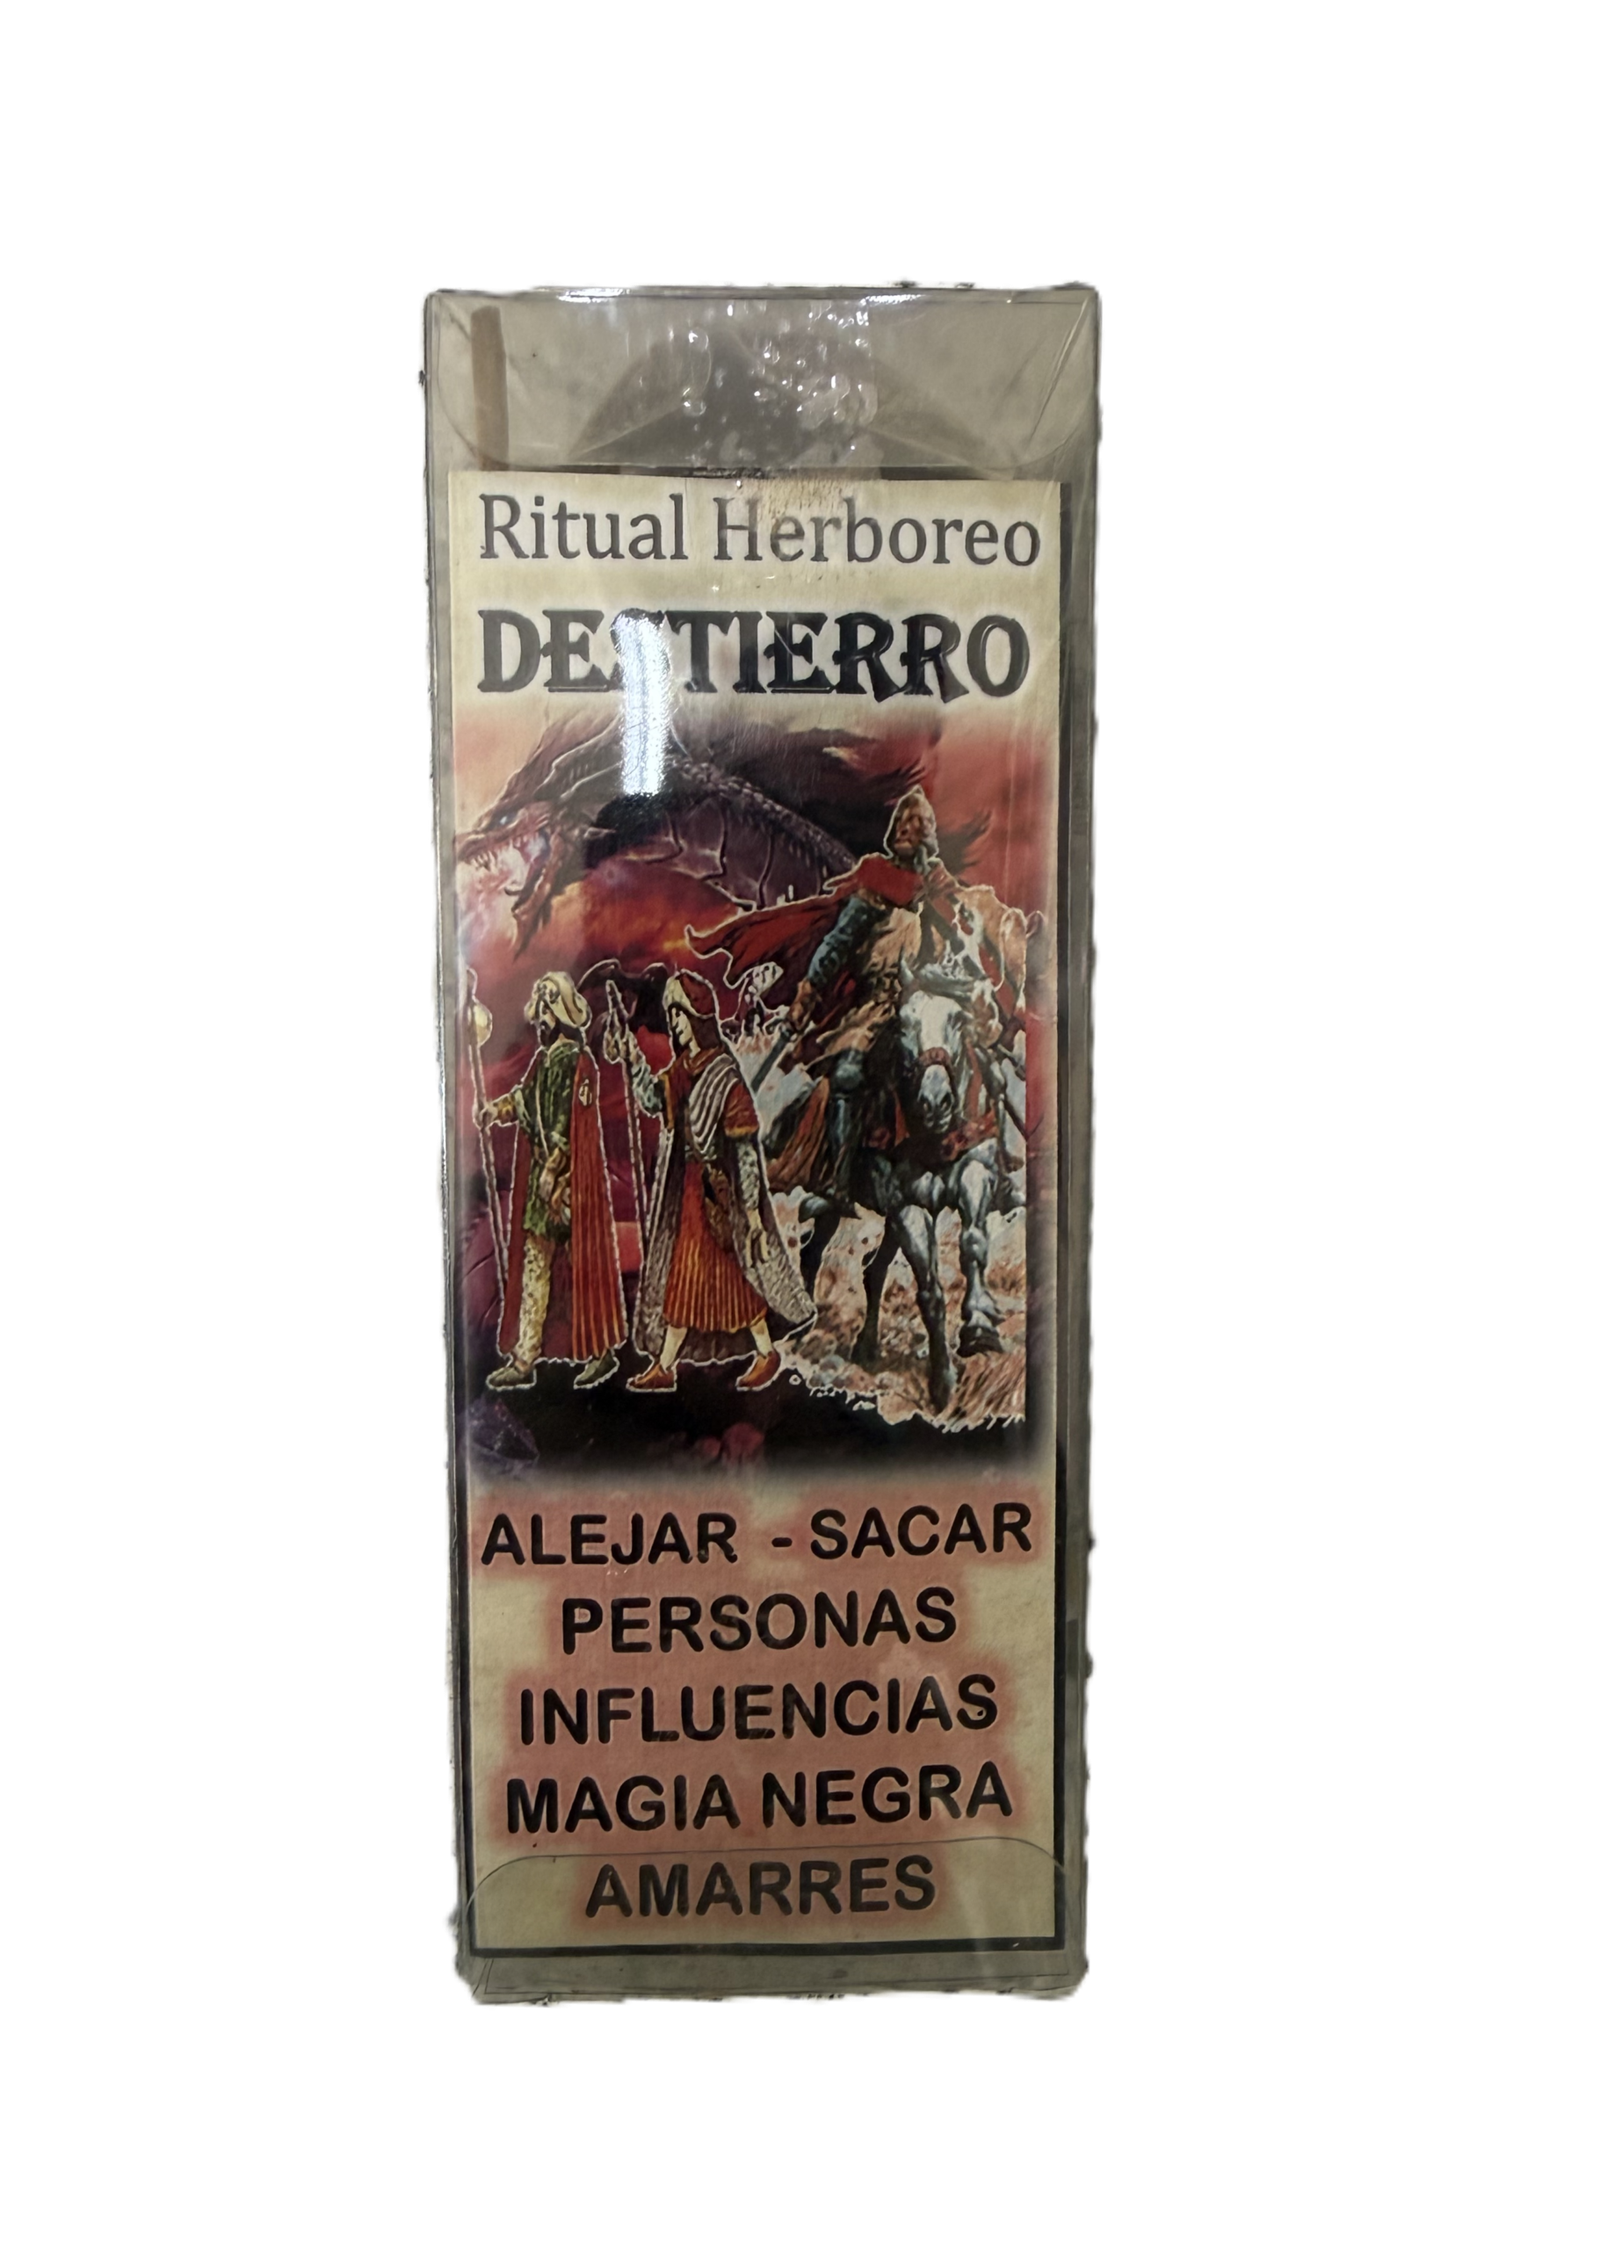 Ritual Herboreo
DESTIERRO
ALEJAR - SACAR
PERSONAS
INFLUENCIAS
MAGIA NEGRA
AMARRES